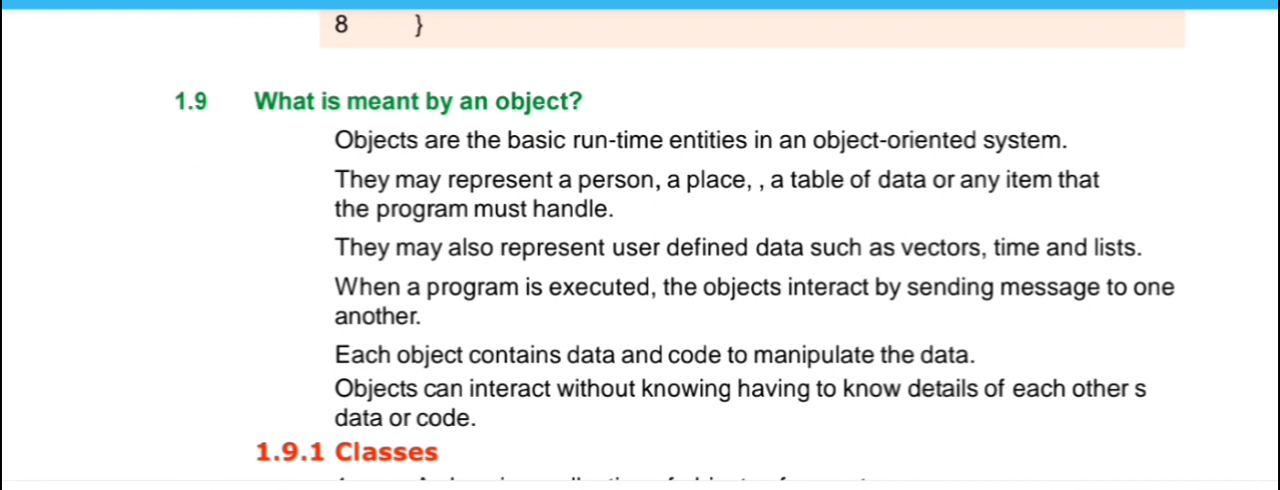 8 }
1.9 What is meant by an object?
Objects are the basic run-time entities in an object-oriented system.
They may represent a person, a place, , a table of data or any item that
the program must handle.
They may also represent user defined data such as vectors, time and lists.
When a program is executed, the objects interact by sending message to one
another.
Each object contains data and code to manipulate the data.
Objects can interact without knowing having to know details of each other s
data or code.
1.9.1 Classes